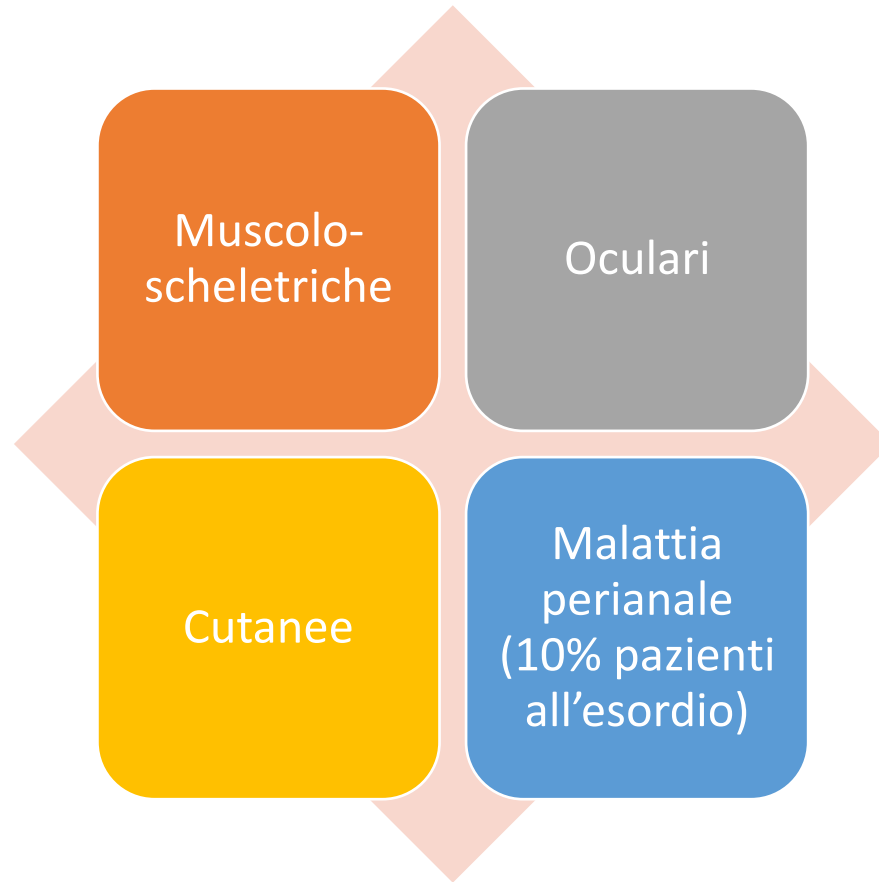 Muscolo-
scheletriche
Oculari
Cutanee
Malattia
perianale
(10% pazienti
all’esordio)